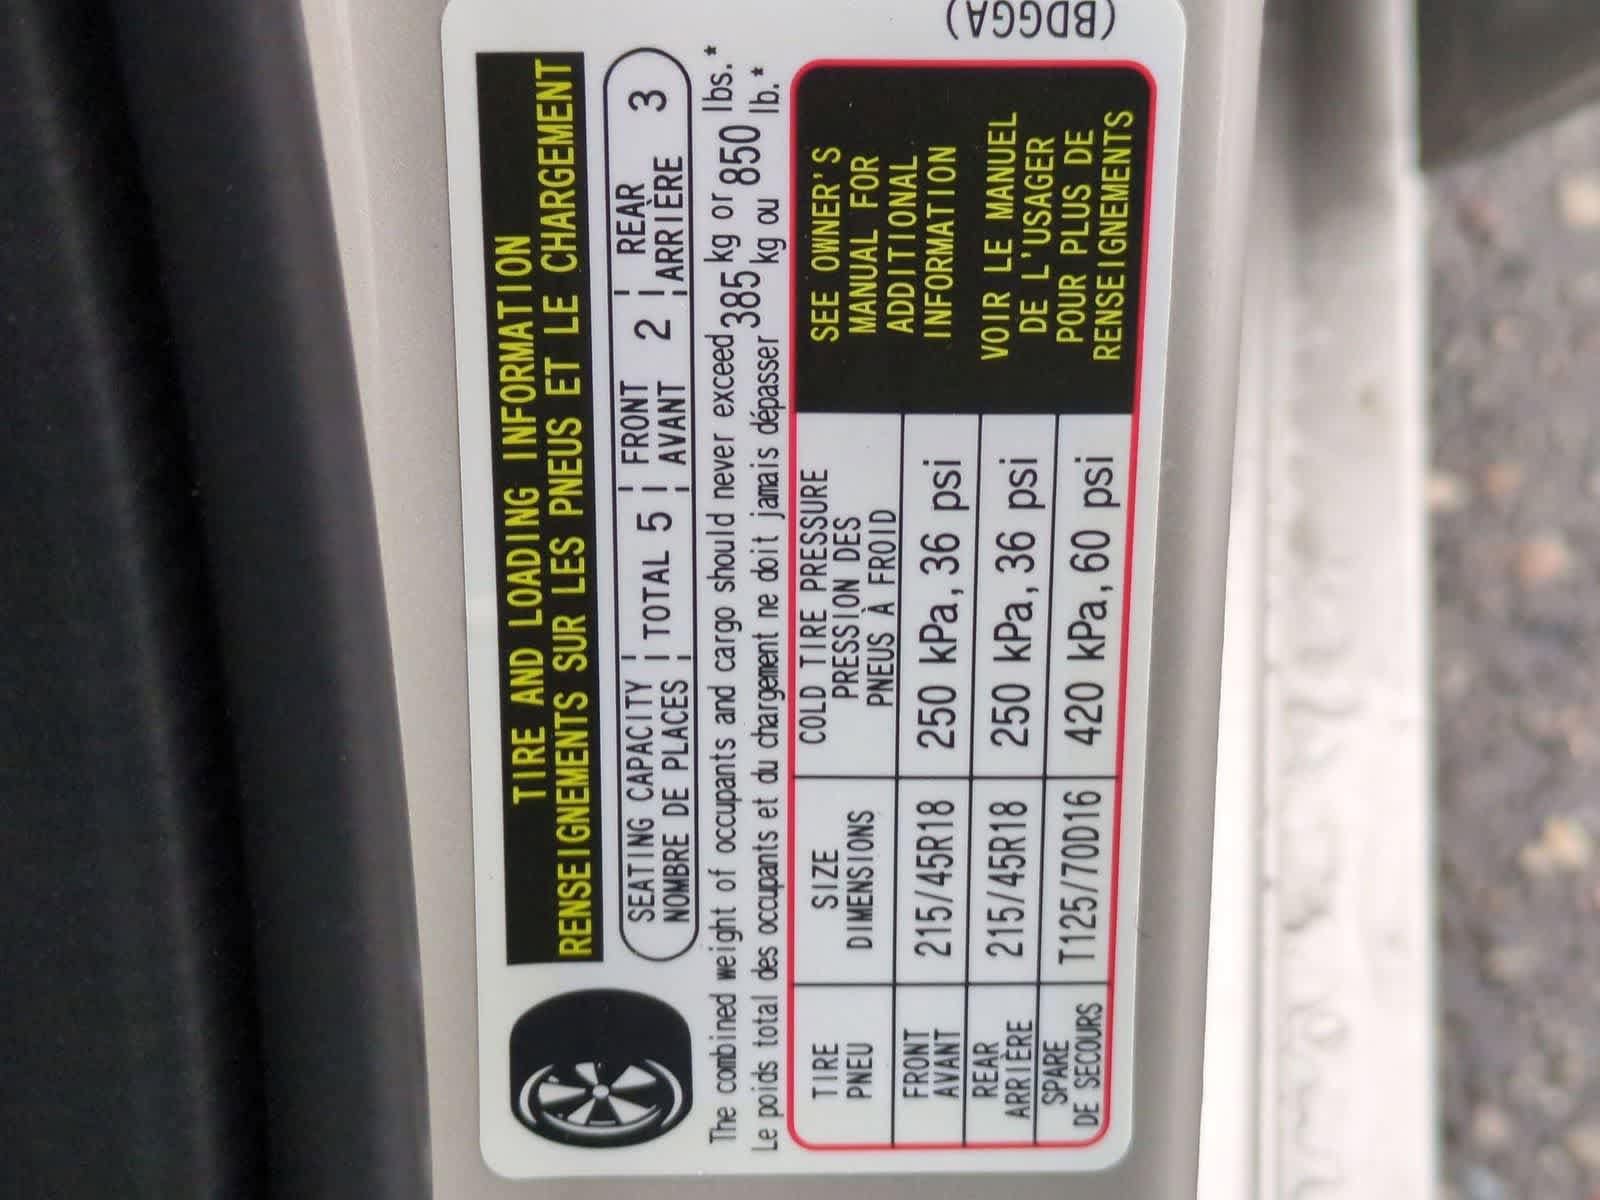 (BDGGA)
TIRE AND LOADING INFORMATION
RENSEIGNEMENTS SUR LES PNEUS ET LE CHARGEMENT
SEATING CAPACITY TOTAL 5 FRONT 2 REAR 3
NOMBRE DE PLACES AVANT ARRIÈRE
The combined weight of occupants and cargo should never exceed 385 kg or 850 lbs.*
Le poids total des occupants et du chargement ne doit jamais dépasser kg ou lb.*
TIRE
PNEU
SIZE
DIMENSIONS
COLD TIRE PRESSURE
PRESSION DES
PNEUS À FROID
FRONT
AVANT
215/45R18
250 kPa, 36 psi
REAR
ARRIÈRE
215/45R18
250 kPa, 36 psi
SPARE
DE SECOURS
T125/70D16
420 kPa, 60 psi
SEE OWNER'S
MANUAL FOR
ADDITIONAL
INFORMATION
VOIR LE MANUEL
DE L'USAGER
POUR PLUS DE
RENSEIGNEMENTS